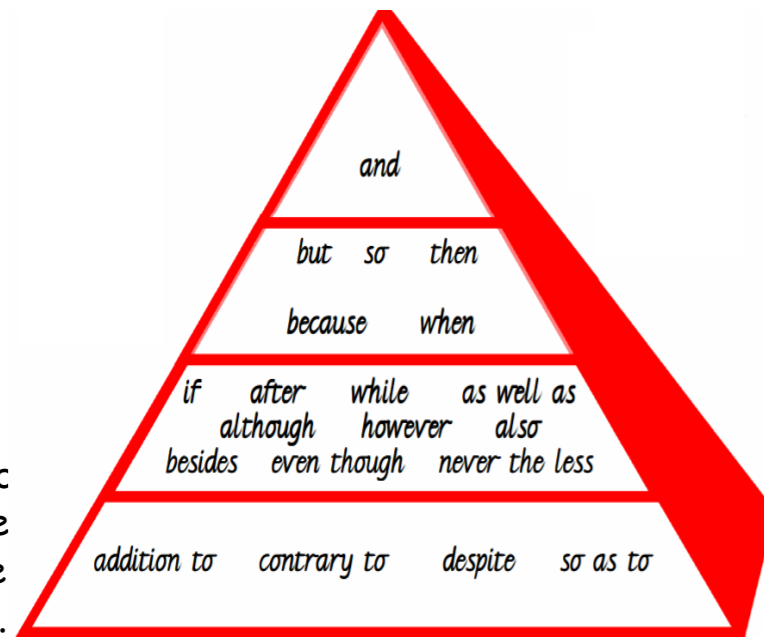 and
but so then
because when
if after while as well as
although however also
besides even though never the less
addition to contrary to despite so as to